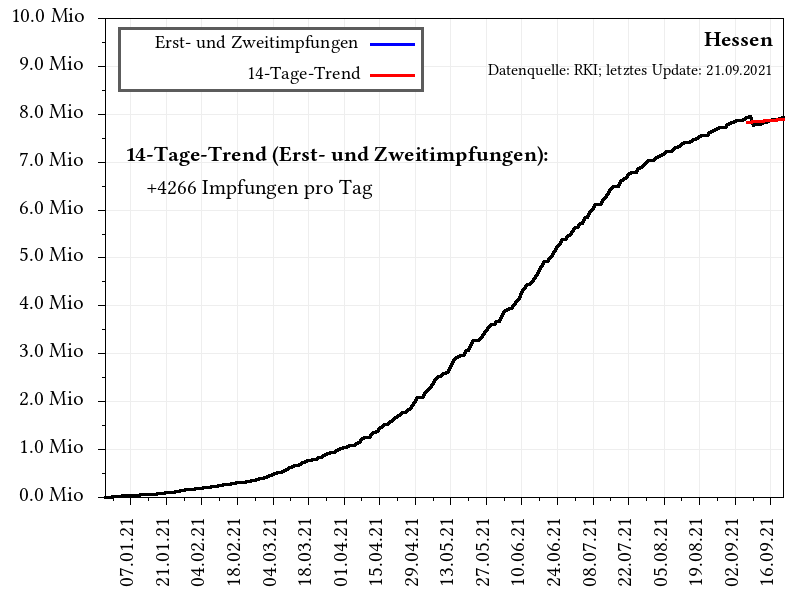 10.0 Mio
9.0 Mio
8.0 Mio
7.0 Mio
6.0 Mio
5.0 Mio
4.0 Mio
3.0 Mio
2.0 Mio
1.0 Mio
0.0 Mio
Erst- und Zweitimpfungen
14-Tage-Trend
Hessen
Datenquelle: RKI; letztes Update: 21.09.2021
14-Tage-Trend (Erst- und Zweitimpfungen):
+4266 Impfungen pro Tag
07.01.21
21.01.21
04.02.21
18.02.21
04.03.21
18.03.21
01.04.21
15.04.21
29.04.21
13.05.21
27.05.21
10.06.21
24.06.21
08.07.21
22.07.21
05.08.21
19.08.21
02.09.21
16.09.21